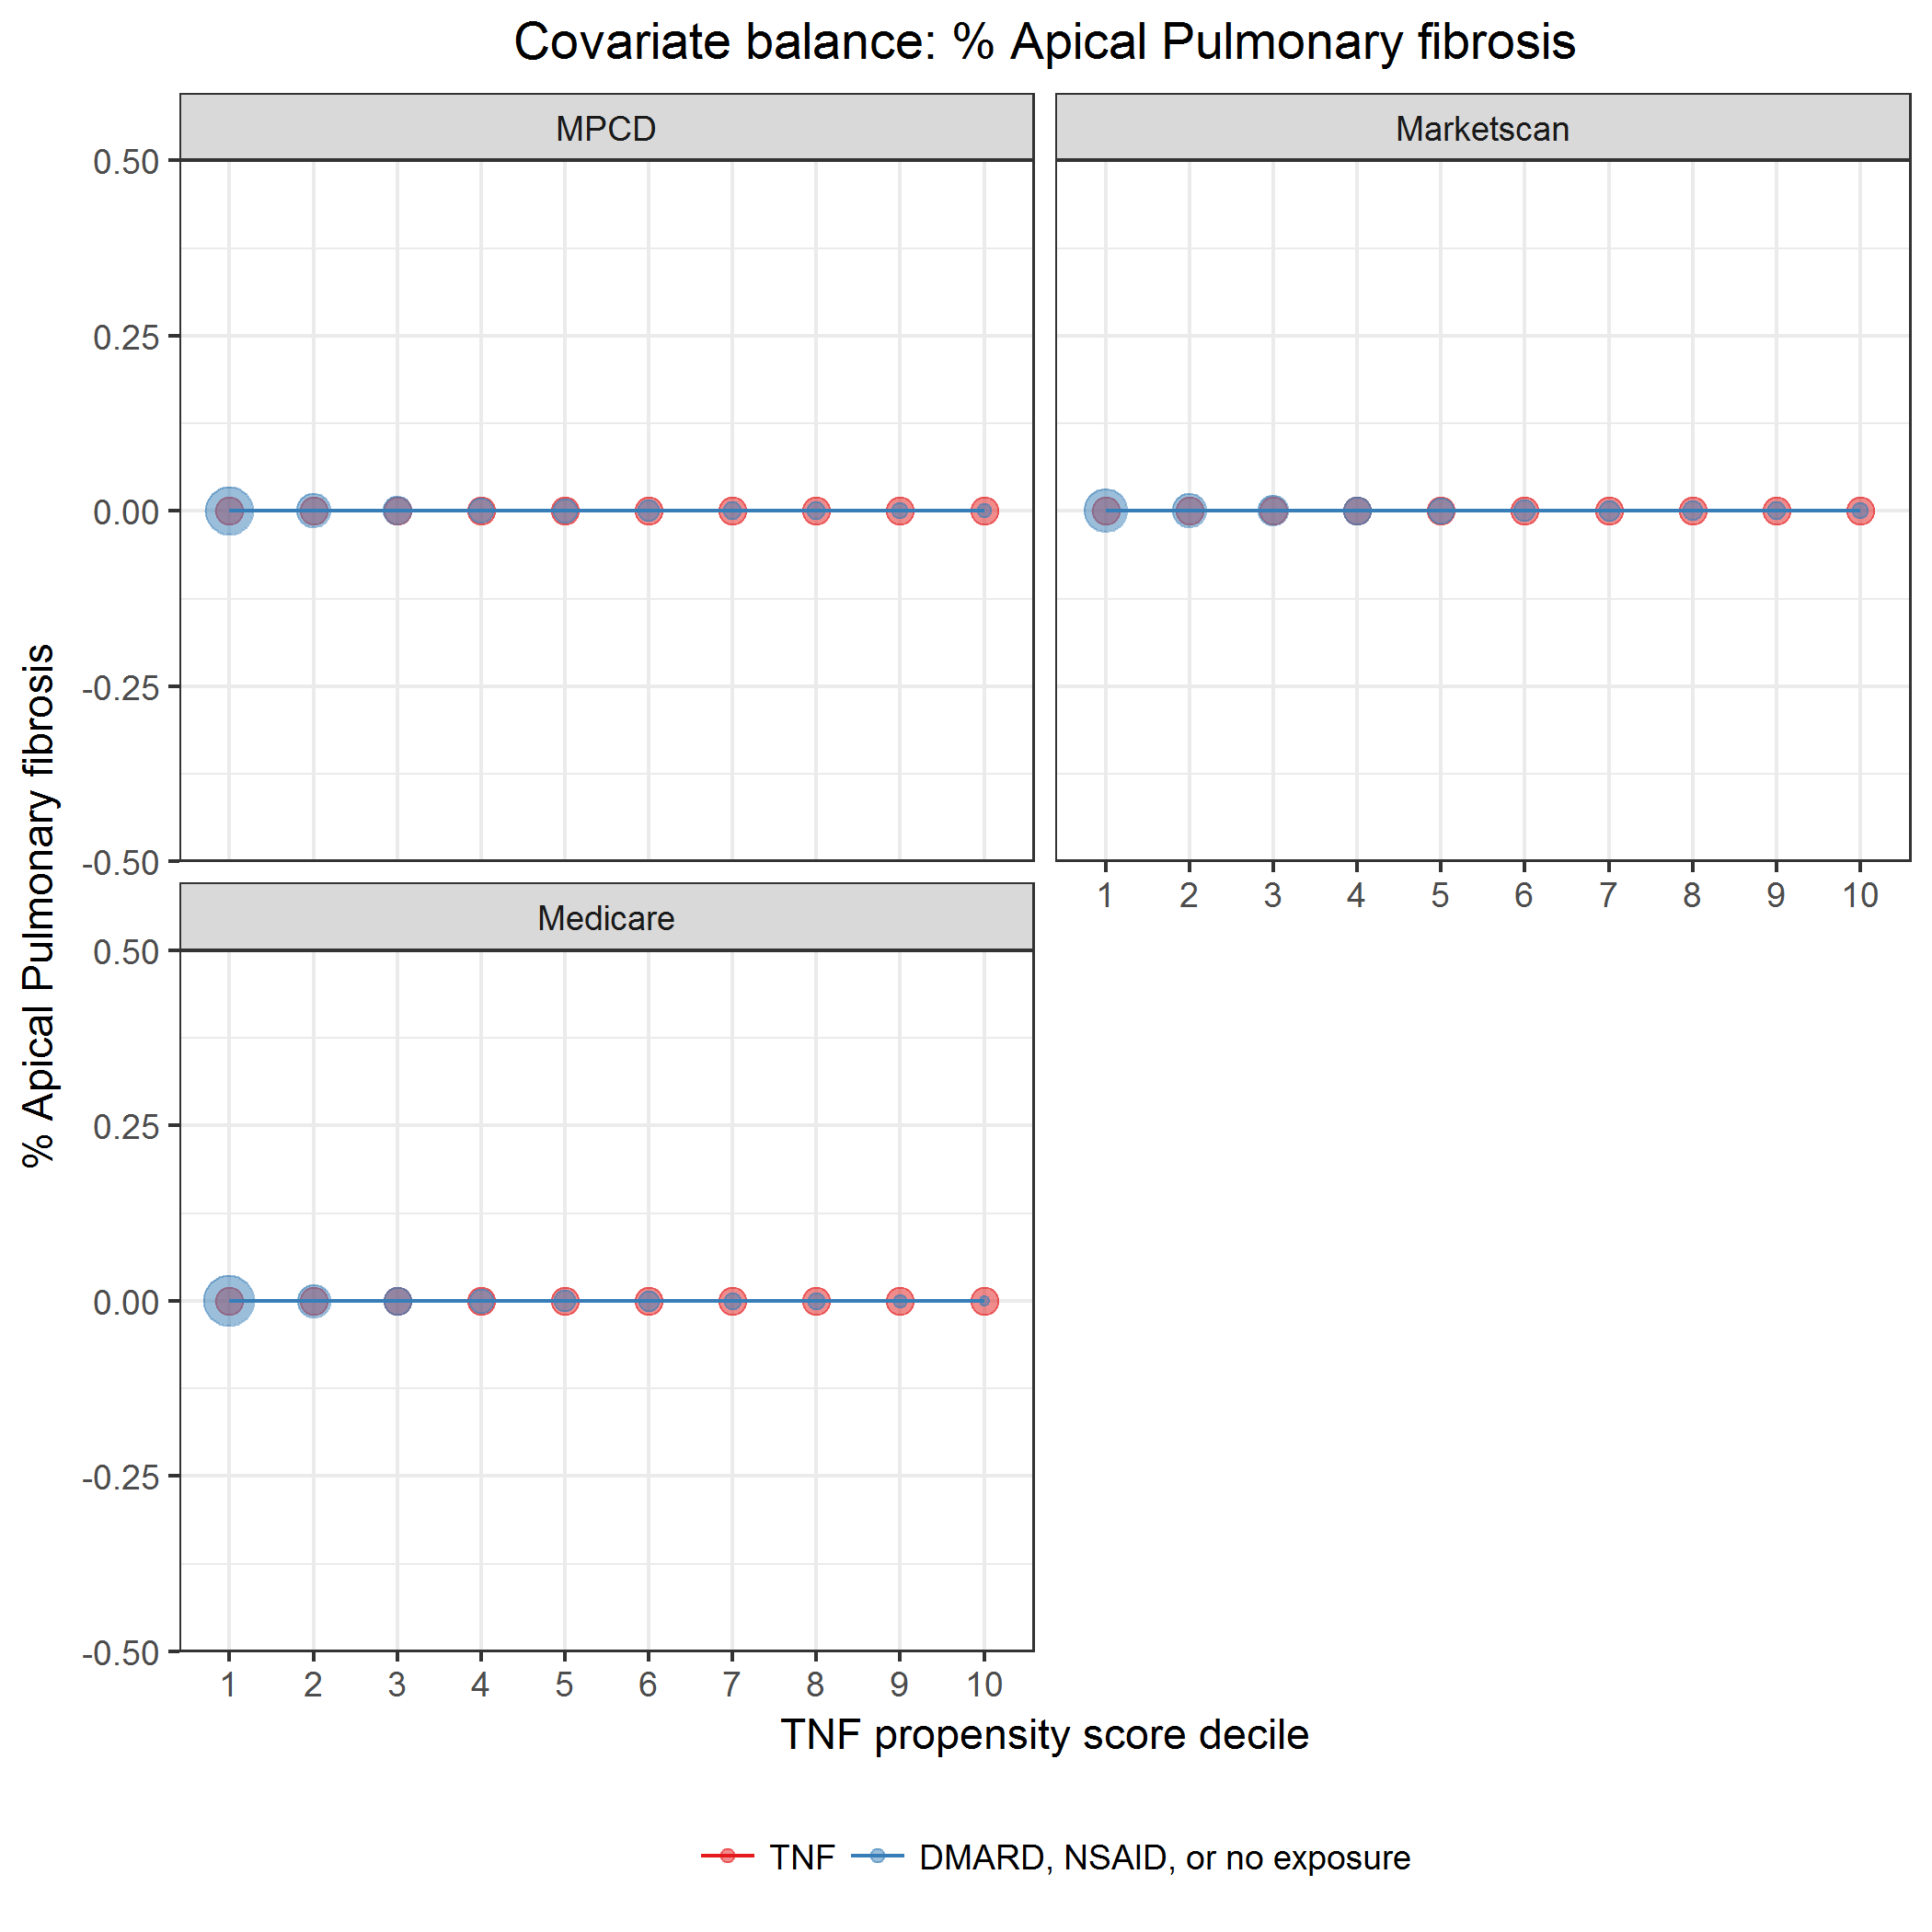 Covariate balance: % Apical Pulmonary fibrosis
MPCD
Marketscan
0.50
0.25
0.00
-0.25
-0.50
1 2 3 4 5 6 7 8 9 10
Medicare
0.50
0.25
0.00
-0.25
-0.50
1 2 3 4 5 6 7 8 9 10
% Apical Pulmonary fibrosis
TNF propensity score decile
TNF
DMARD, NSAID, or no exposure